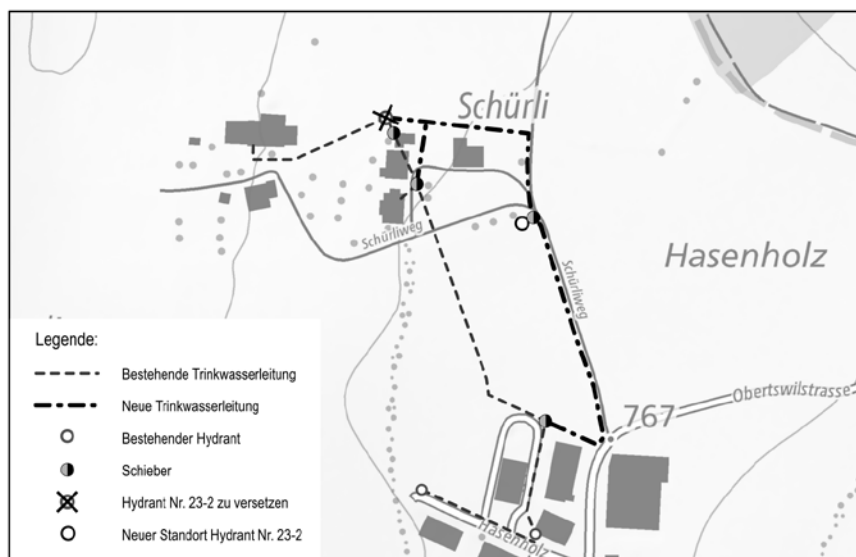 Schürli
Schürliweg
Schürliweg
Hasenholz
767
Obertswilstrasse
Hasenholz
Legende:
Bestehende Trinkwasserleitung
Neue Trinkwasserleitung
Bestehender Hydrant
Schieber
Hydrant Nr. 23-2 zu versetzen
Neuer Standort Hydrant Nr. 23-2